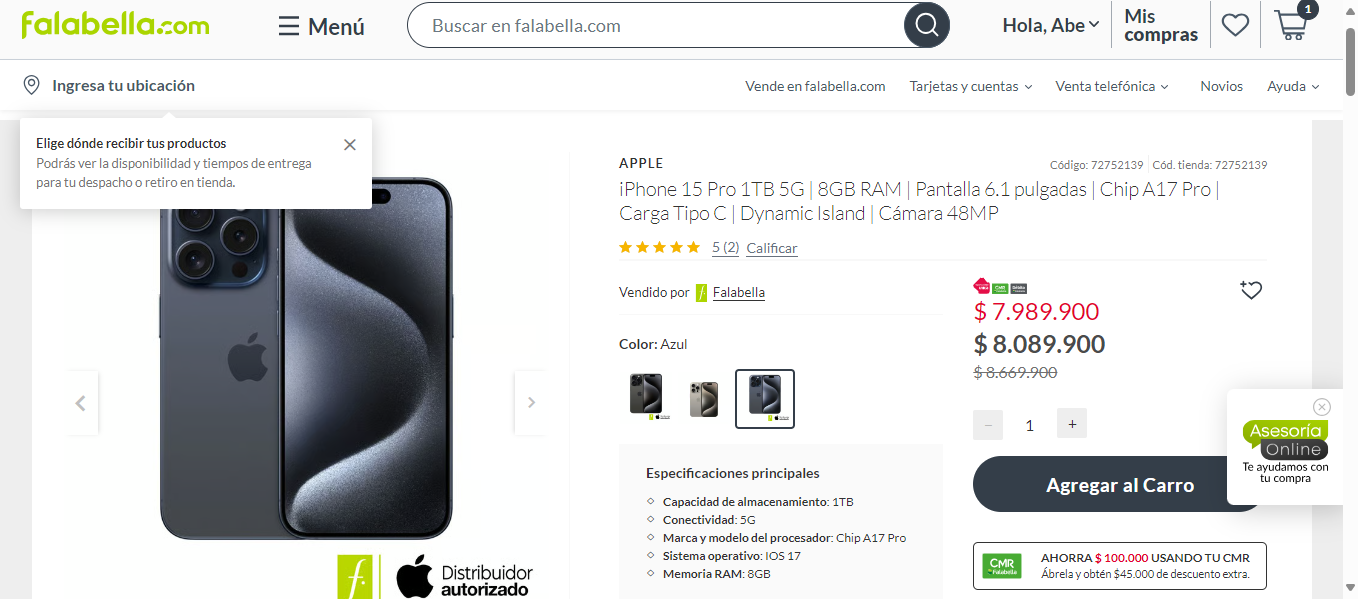 falabella.com
Menú
Buscar en falabella.com
Hola, Abe
Mis
compras
1
Ingresa tu ubicación
Vende en falabella.com
Tarjetas y cuentas
Venta telefónica
Novios
Ayuda
Elige dónde recibir tus productos
Podrás ver la disponibilidad y tiempos de entrega
para tu despacho o retiro en tienda.
APPLE
Código: 72752139
Cód. tienda: 72752139
iPhone 15 Pro 1TB 5G | 8GB RAM | Pantalla 6.1 pulgadas | Chip A17 Pro |
Carga Tipo C | Dynamic Island | Cámara 48MP
5 (2)
Calificar
Vendido por
f
Falabella
CMR
$ 7.989.900
$ 8.089.900
$ 8.669.900
Color: Azul
1
+
Agregar al Carro
Asesoría
Online
Te ayudamos con
tu compra
Especificaciones principales
Capacidad de almacenamiento: 1TB
Conectividad: 5G
Marca y modelo del procesador: Chip A17 Pro
Sistema operativo: IOS 17
Memoria RAM: 8GB
CMR
Falabella
AHORRA $ 100.000 USANDO TU CMR
Ábrela y obtén $45.000 de descuento extra.
f
Distribuidor
autorizado